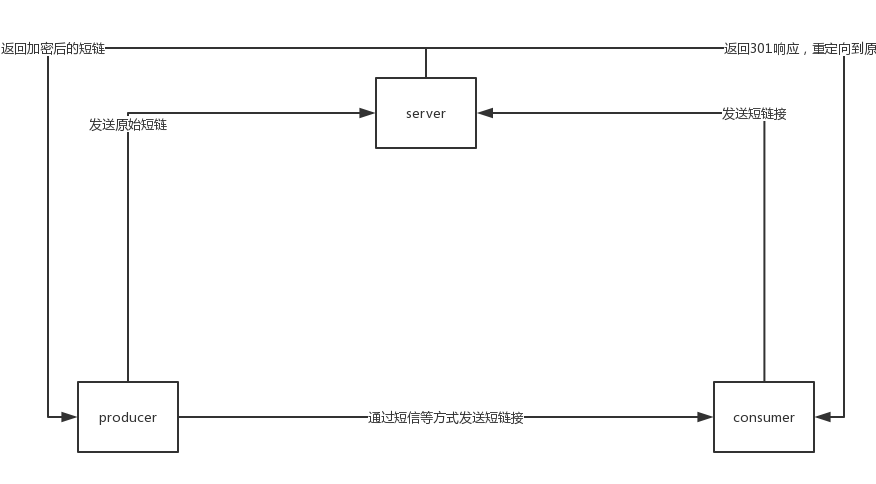 返回加密后的短链
返回301响应，重定向到原
server
发送短链接
发送原始短链
producer
通过短信等方式发送短链接
consumer